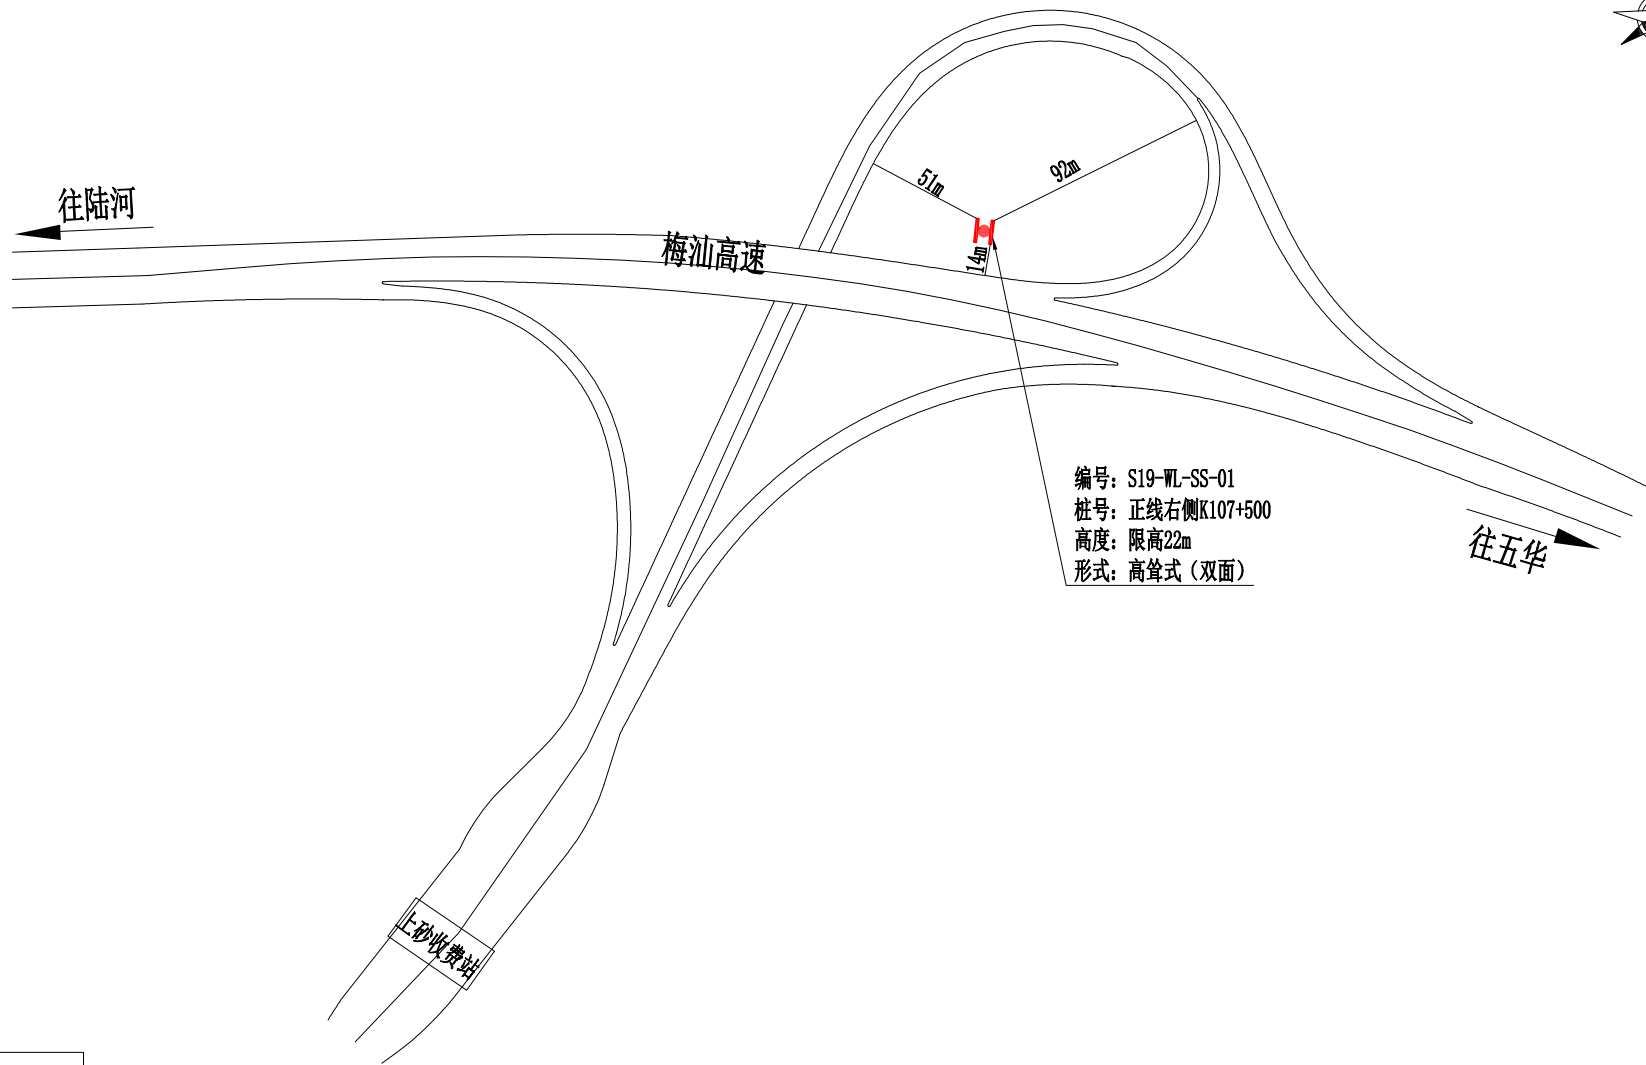 往陆河
梅汕高速
51m
92m
14m
编号：S19-WL-SS-01
桩号：正线右侧K107+500
高度：限高22m
形式：高耸式（双面）
往五华
上砂收费站